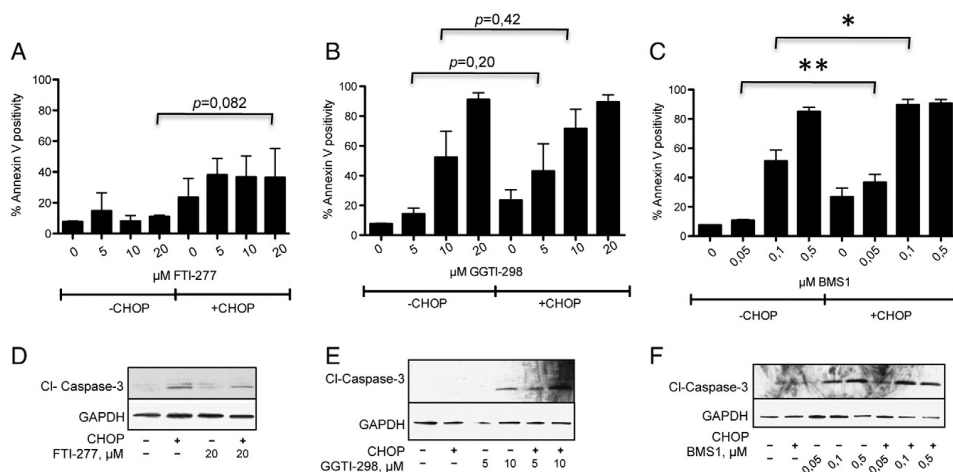 A
p=0,082
% Annexin V positivity
100
80
60
40
20
0
0 5 10 20 0 5 10 20
µM FTI-277
-CHOP +CHOP
B
p=0,42
p=0,20
% Annexin V positivity
100
80
60
40
20
0
0 5 10 20 0 5 10 20
µM GGTI-298
-CHOP +CHOP
C
*
**
% Annexin V positivity
100
80
60
40
20
0
0 0,05 0,1 0,5 0 0,05 0,1 0,5
µM BMS1
-CHOP +CHOP
D
Cl- Caspase-3
GAPDH
CHOP – + – +
FTI-277, µM – – 20 20
E
Cl-Caspase-3
GAPDH
CHOP – + – – + +
GGTI-298, µM – – 5 10 5 10
F
Cl-Caspase-3
GAPDH
CHOP – + – – – + + +
BMS1, µM – – 0,05 0,1 0,5 0,05 0,1 0,5